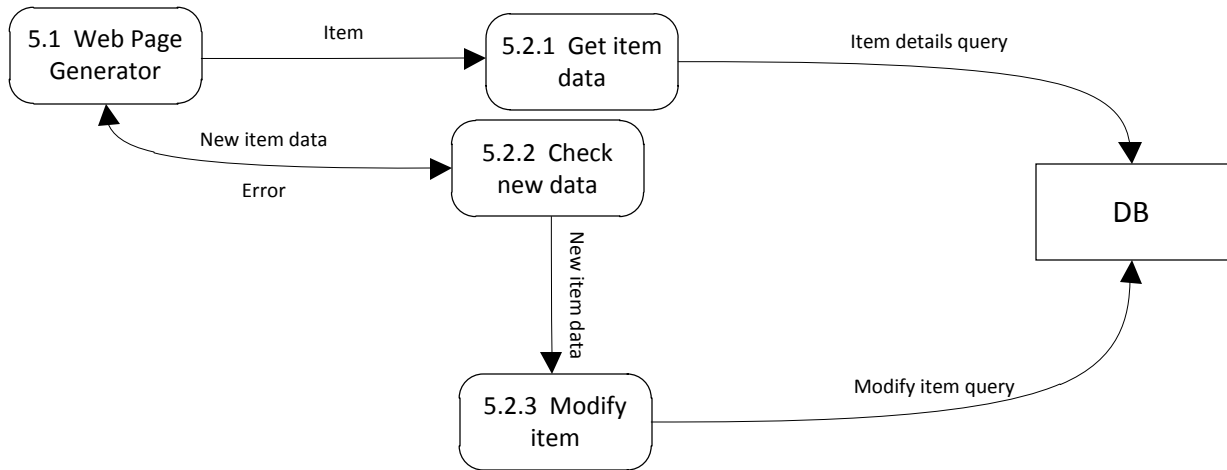 5.1 Web Page
Generator
Item
5.2.1 Get item
data
Item details query
New item data
Error
5.2.2 Check
new data
DB
New item data
5.2.3 Modify
item
Modify item query